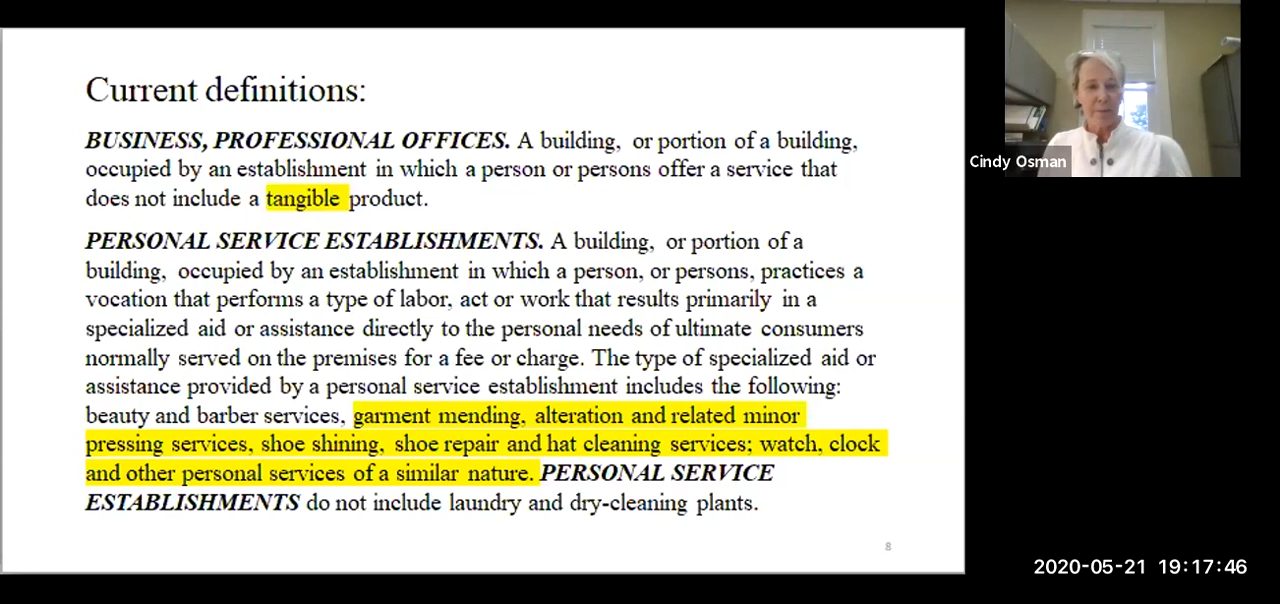 Current definitions:
BUSINESS, PROFESSIONAL OFFICES. A building, or portion of a building,
occupied by an establishment in which a person or persons offer a service that
does not include a tangible product.
PERSONAL SERVICE ESTABLISHMENTS. A building, or portion of a
building, occupied by an establishment in which a person, or persons, practices a
vocation that performs a type of labor, act or work that results primarily in a
specialized aid or assistance directly to the personal needs of ultimate consumers
normally served on the premises for a fee or charge. The type of specialized aid or
assistance provided by a personal service establishment includes the following:
beauty and barber services, garment mending, alteration and related minor
pressing services, shoe shining, shoe repair and hat cleaning services; watch, clock
and other personal services of a similar nature. PERSONAL SERVICE
ESTABLISHMENTS do not include laundry and dry-cleaning plants.
8
Cindy Osman
2020-05-21 19:17:46